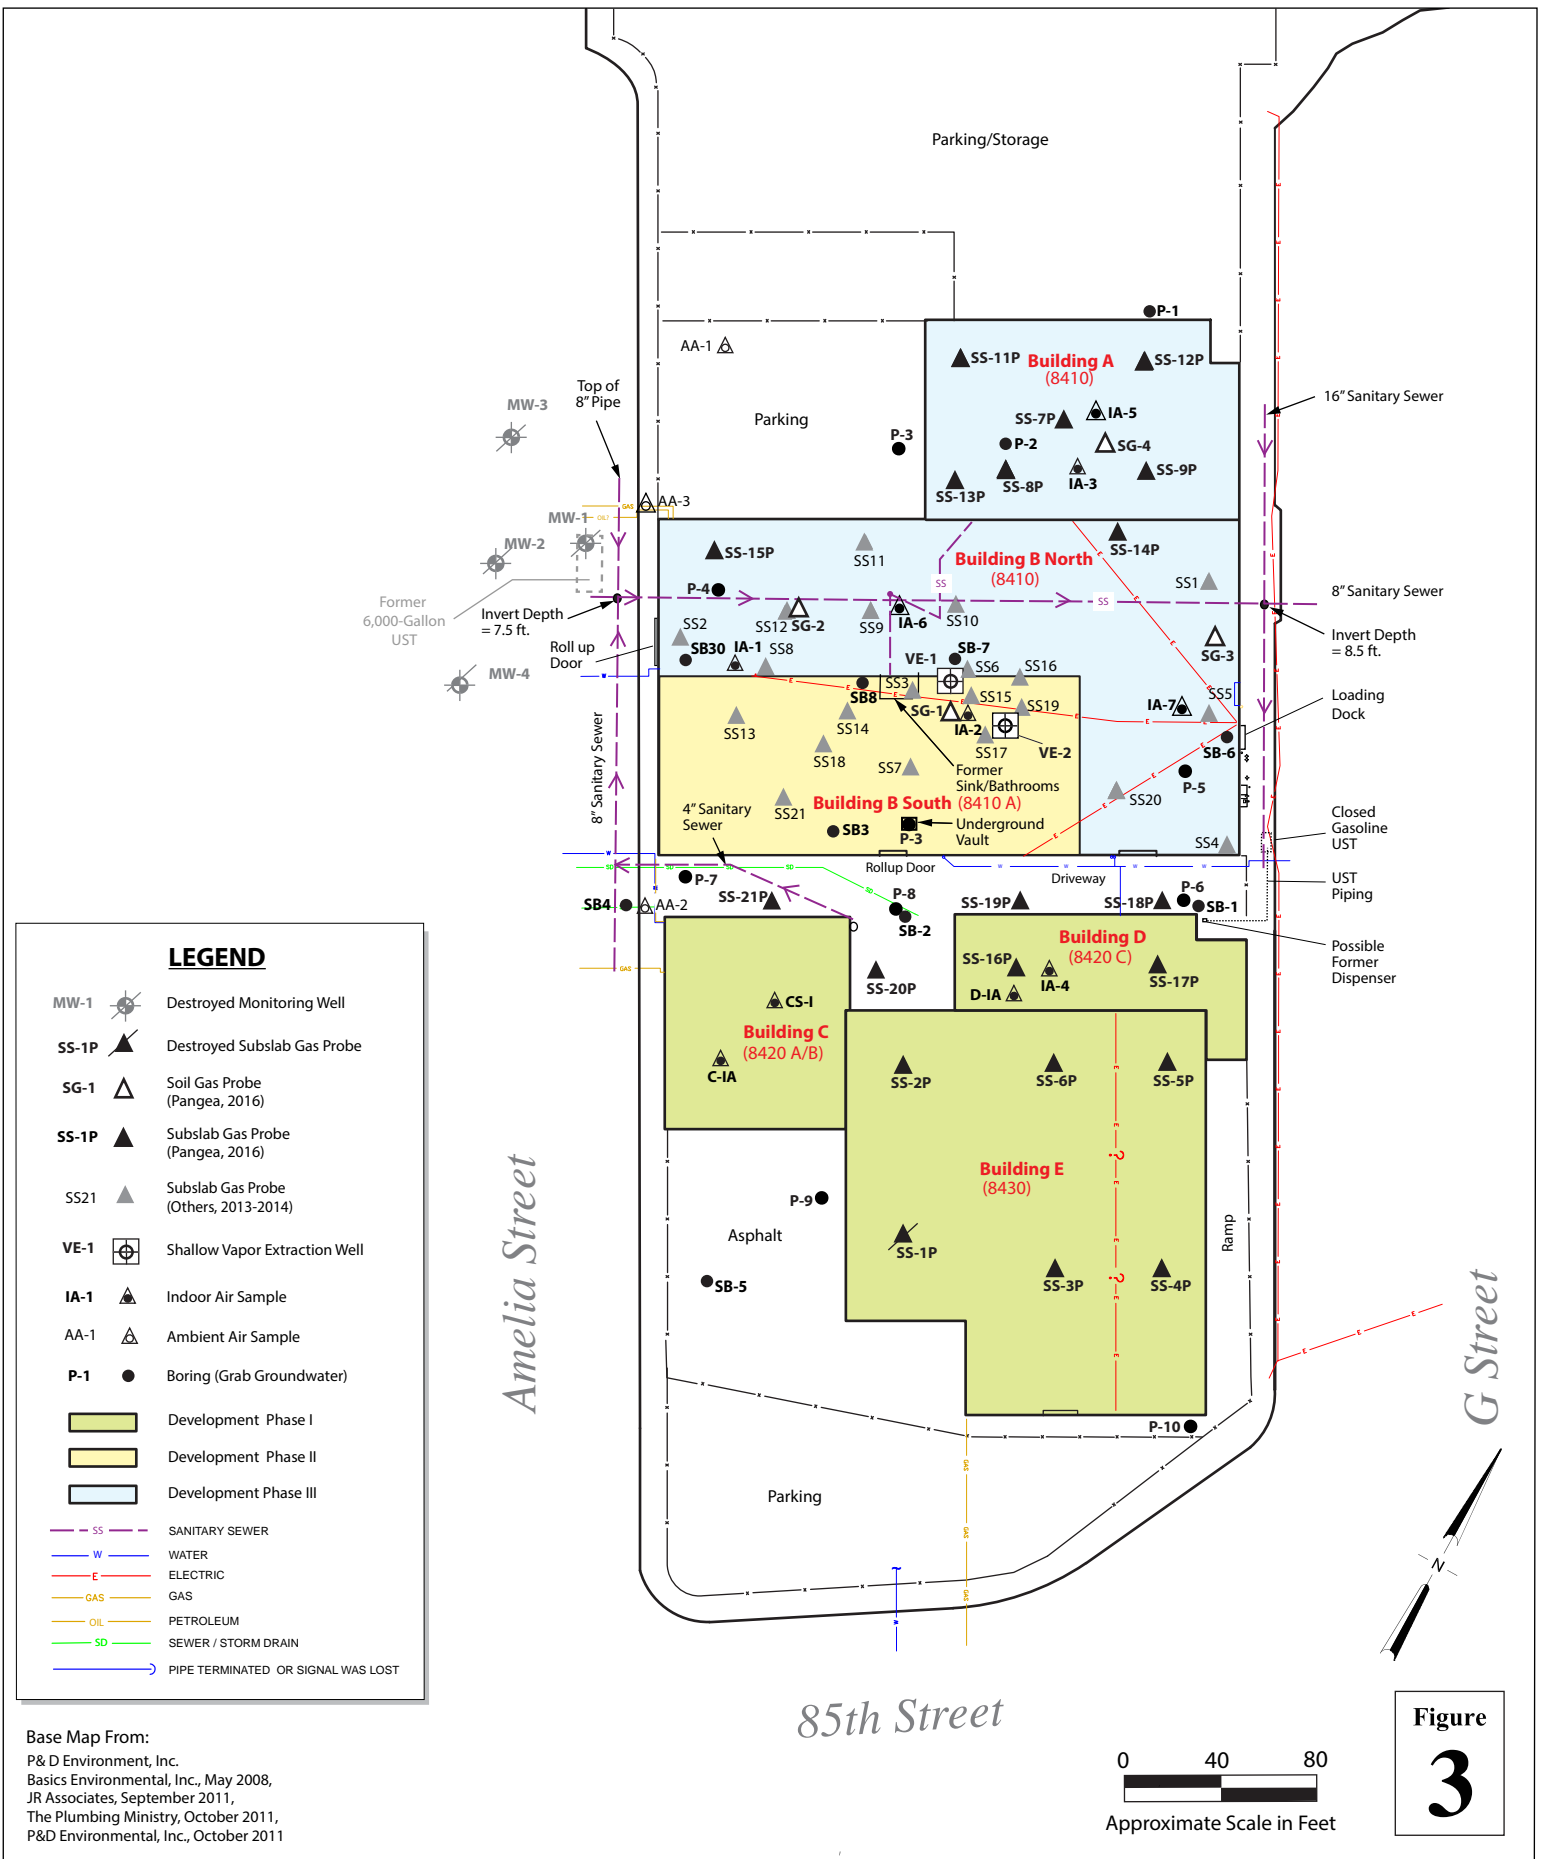 Parking/Storage
P-1
AA-1
SS-11P
Building A
(8410)
SS-12P
Top of
8" Pipe
MW-3
Parking
P-3
SS-7P
IA-5
P-2
SG-4
16" Sanitary Sewer
SS-13P
SS-8P
IA-3
SS-9P
GAS
AA-3
OIL?
MW-1
MW-2
SS-15P
SS11
Building B North
(8410)
SS-14P
E
SS
SS1
P-4
SS
8" Sanitary Sewer
Former
6,000-Gallon
UST
Invert Depth
= 7.5 ft.
SS12
SG-2
SS9
IA-6
SS10
Invert Depth
= 8.5 ft.
Roll up
Door
SS2
SB30
IA-1
SS8
VE-1
SB-7
SS6
SS16
SG-3
MW-4
W
SB8
SS3
SG-1
SS15
SS19
IA-7
SS5
Loading
Dock
SS13
SS14
IA-2
SS17
VE-2
SB-6
SS18
SS7
Former
Sink/Bathrooms
P-5
SS20
8" Sanitary Sewer
SS21
Building B South (8410 A)
4" Sanitary
Sewer
SB3
P-3
Underground
Vault
SS4
Closed
Gasoline
UST
Rollup Door
Driveway
W
SD
P-7
UST
Piping
SS-21P
P-8
SS-19P
SS-18P
P-6
SB-1
SB4
AA-2
SB-2
Building D
(8420 C)
Possible
Former
Dispenser
GAS
SS-20P
SS-16P
IA-4
D-IA
SS-17P
CS-I
Building C
(8420 A/B)
C-IA
SS-2P
SS-6P
SS-5P
?
Building E
(8430)
P-9
Asphalt
SS-1P
Ramp
SB-5
SS-3P
?
SS-4P
P-10
Parking
GAS
GAS
GAS
W
Amelia Street
G Street
85th Street
N
LEGEND
MW-1 Destroyed Monitoring Well
SS-1P Destroyed Subslab Gas Probe
SG-1 Soil Gas Probe
(Pangea, 2016)
SS-1P Subslab Gas Probe
(Pangea, 2016)
SS21 Subslab Gas Probe
(Others, 2013-2014)
VE-1 Shallow Vapor Extraction Well
IA-1 Indoor Air Sample
AA-1 Ambient Air Sample
P-1 Boring (Grab Groundwater)
Development Phase I
Development Phase II
Development Phase III
SS SANITARY SEWER
W WATER
E ELECTRIC
GAS GAS
OIL PETROLEUM
SD SEWER / STORM DRAIN
PIPE TERMINATED OR SIGNAL WAS LOST
Base Map From:
P& D Environment, Inc.
Basics Environmental, Inc., May 2008,
JR Associates, September 2011,
The Plumbing Ministry, October 2011,
P&D Environmental, Inc., October 2011
0 40 80
Approximate Scale in Feet
Figure
3